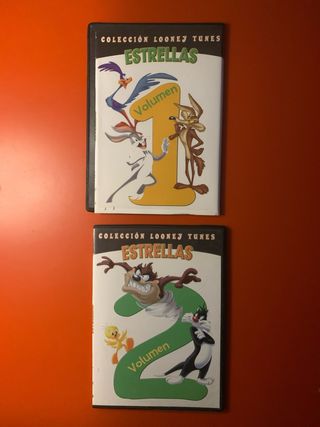 COLECCIÓN LOONEY TUNES
ESTRELLAS
Volumen
1
COLECCIÓN LOONEY TUNES
ESTRELLAS
2
Volumen